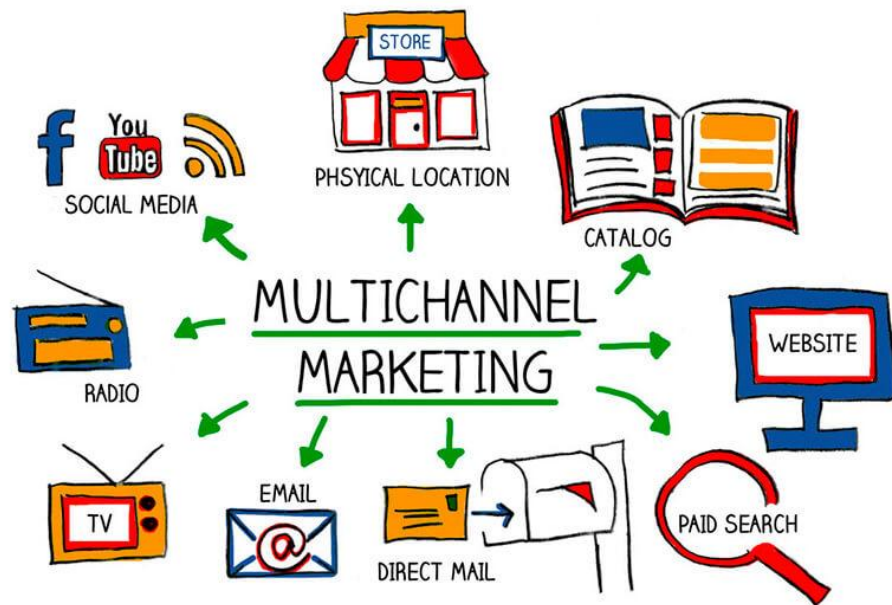 STORE
PHSYICAL LOCATION
f
You
Tube
SOCIAL MEDIA
CATALOG
MULTICHANNEL
MARKETING
RADIO
WEBSITE
TV
EMAIL
@
DIRECT MAIL
PAID SEARCH